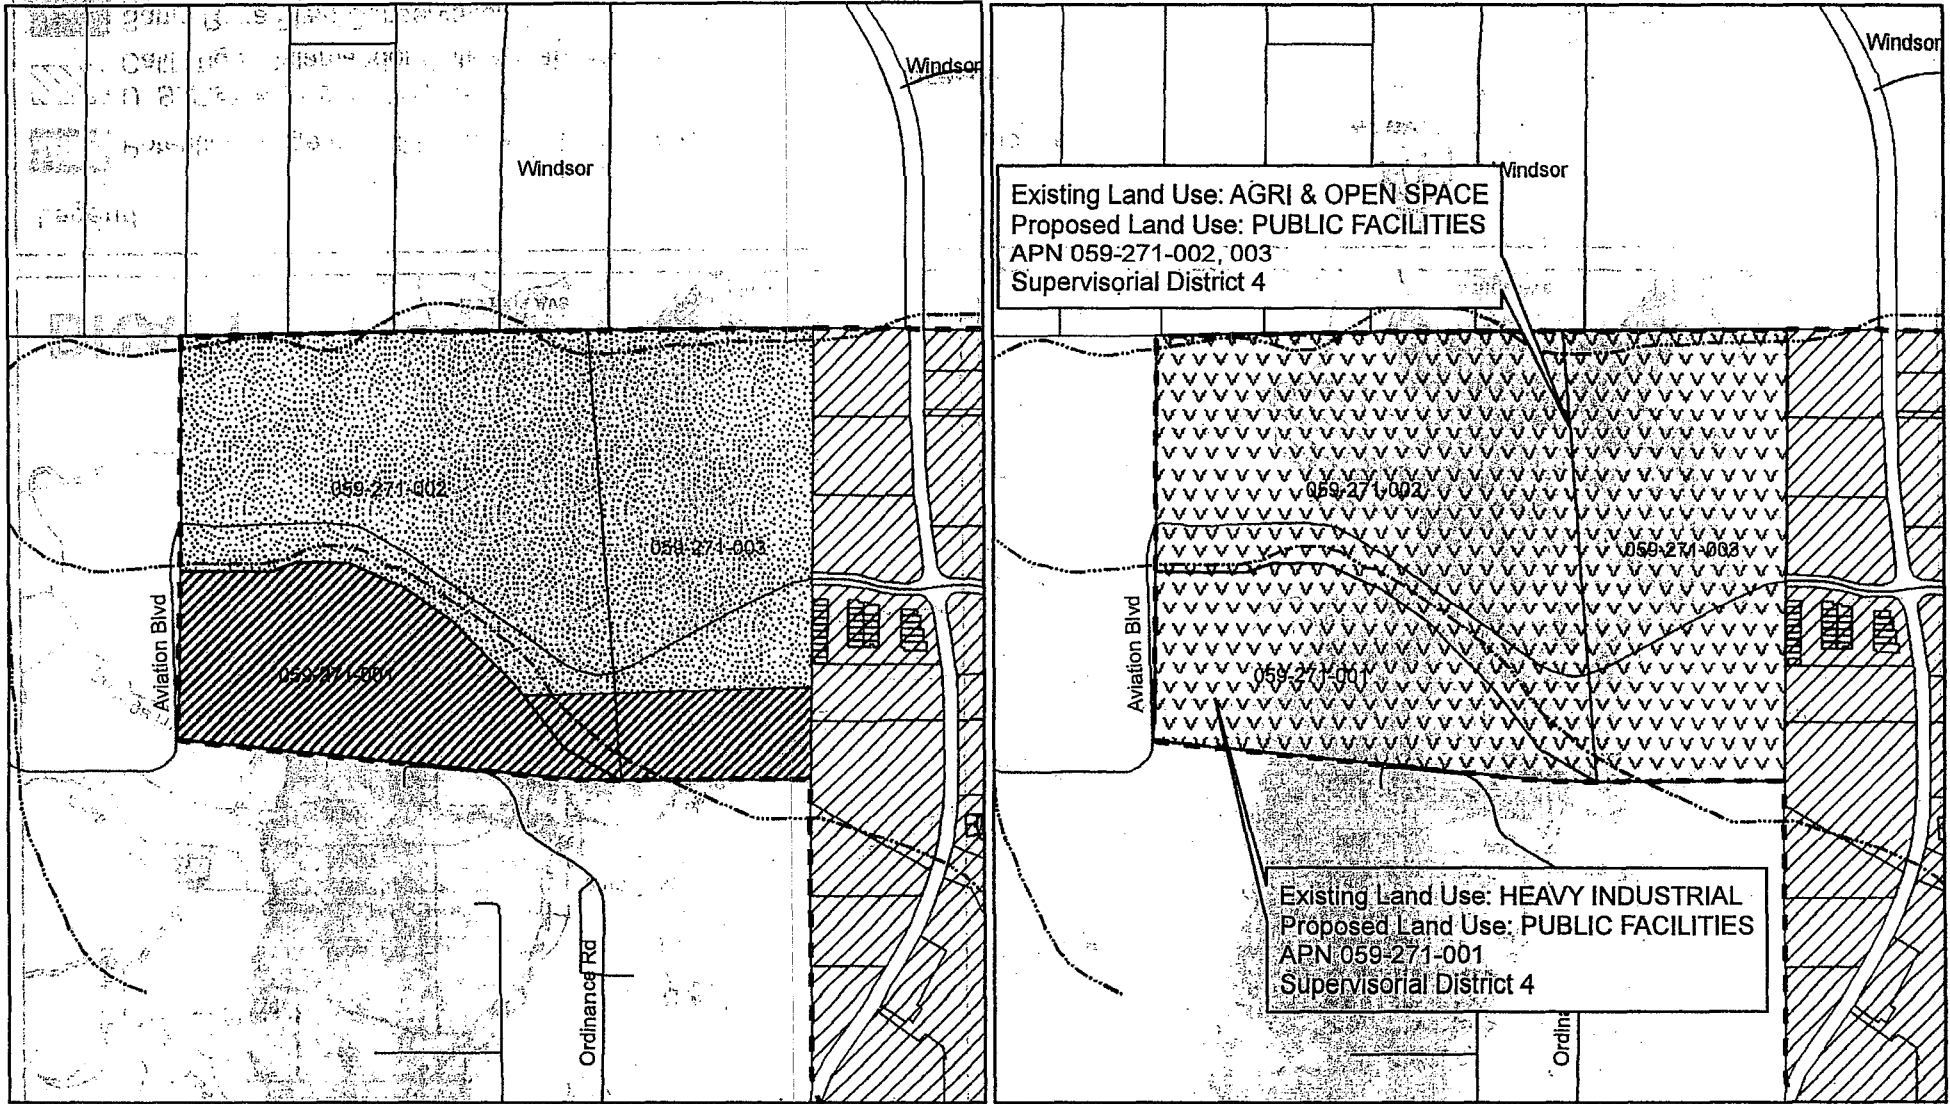 Windsor
Windsor
059-271-002
059-271-003
059-271-001
Aviation Blvd
Ordinance Rd
Windsor
Windsor
Existing Land Use: AGRI & OPEN SPACE
Proposed Land Use: PUBLIC FACILITIES
APN 059-271-002, 003
Supervisorial District 4
059-271-002
059-271-003
059-271-001
Aviation Blvd
Existing Land Use: HEAVY INDUSTRIAL
Proposed Land Use: PUBLIC FACILITIES
APN 059-271-001
Supervisorial District 4
Ordina